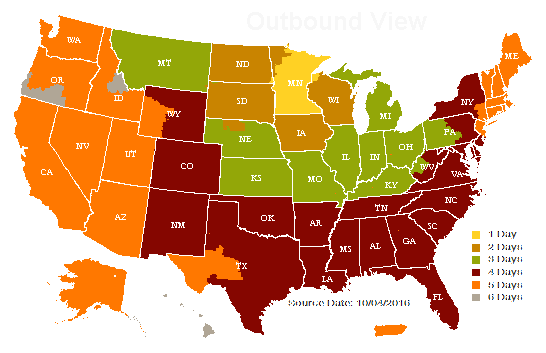 Outbound View
WA
MT
ND
MN
ME
OR
ID
SD
WI
MI
NY
WY
NE
IA
PA
NV
UT
IL
IN
OH
WV
VA
CA
CO
KS
MO
KY
NC
AZ
NM
OK
AR
TN
SC
TX
MS
AL
GA
LA
FL
1 Day
2 Days
3 Days
4 Days
5 Days
6 Days
Source Date: 10/04/2016